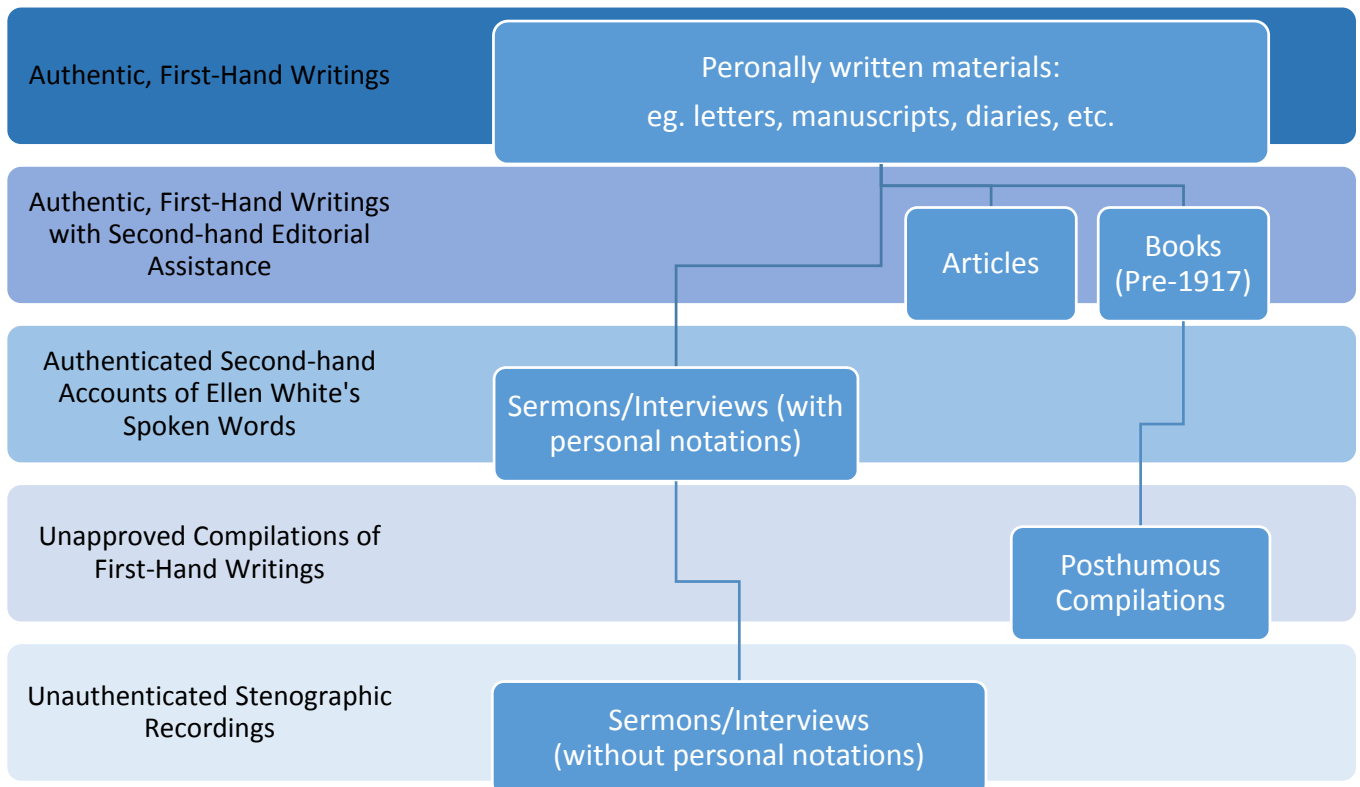 Authentic, First-Hand Writings
Peronally written materials:
eg. letters, manuscripts, diaries, etc.
Authentic, First-Hand Writings
with Second-hand Editorial
Assistance
Articles
Books
(Pre-1917)
Authenticated Second-hand
Accounts of Ellen White's
Spoken Words
Sermons/Interviews (with
personal notations)
Unapproved Compilations of
First-Hand Writings
Posthumous
Compilations
Unauthenticated Stenographic
Recordings
Sermons/Interviews
(without personal notations)